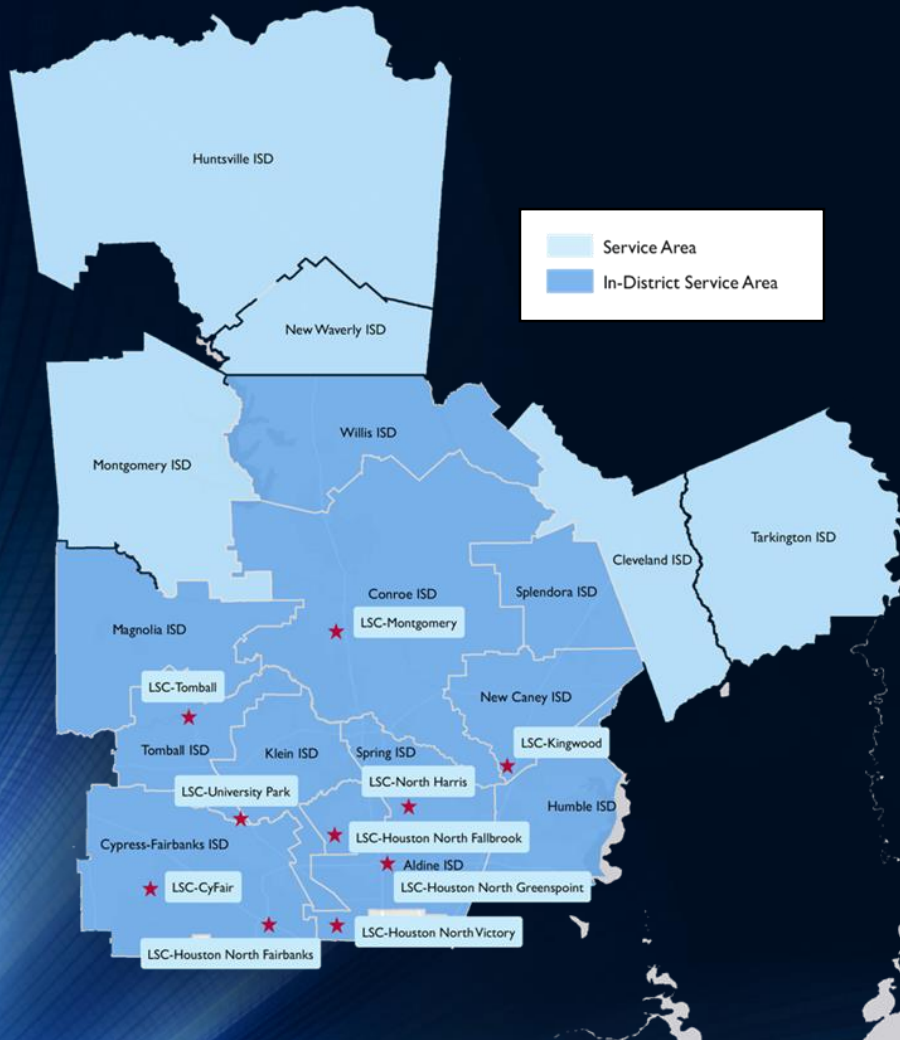 Huntsville ISD
Service Area
In-District Service Area
New Waverly ISD
Willis ISD
Montgomery ISD
Tarkington ISD
Cleveland ISD
Conroe ISD
Splendora ISD
LSC-Montgomery
Magnolia ISD
LSC-Tomball
New Caney ISD
LSC-Kingwood
Tomball ISD
Klein ISD
Spring ISD
LSC-North Harris
LSC-University Park
Humble ISD
LSC-Houston North Fallbrook
Cypress-Fairbanks ISD
Aldine ISD
LSC-CyFair
LSC-Houston North Greenspoint
LSC-Houston North Victory
LSC-Houston North Fairbanks